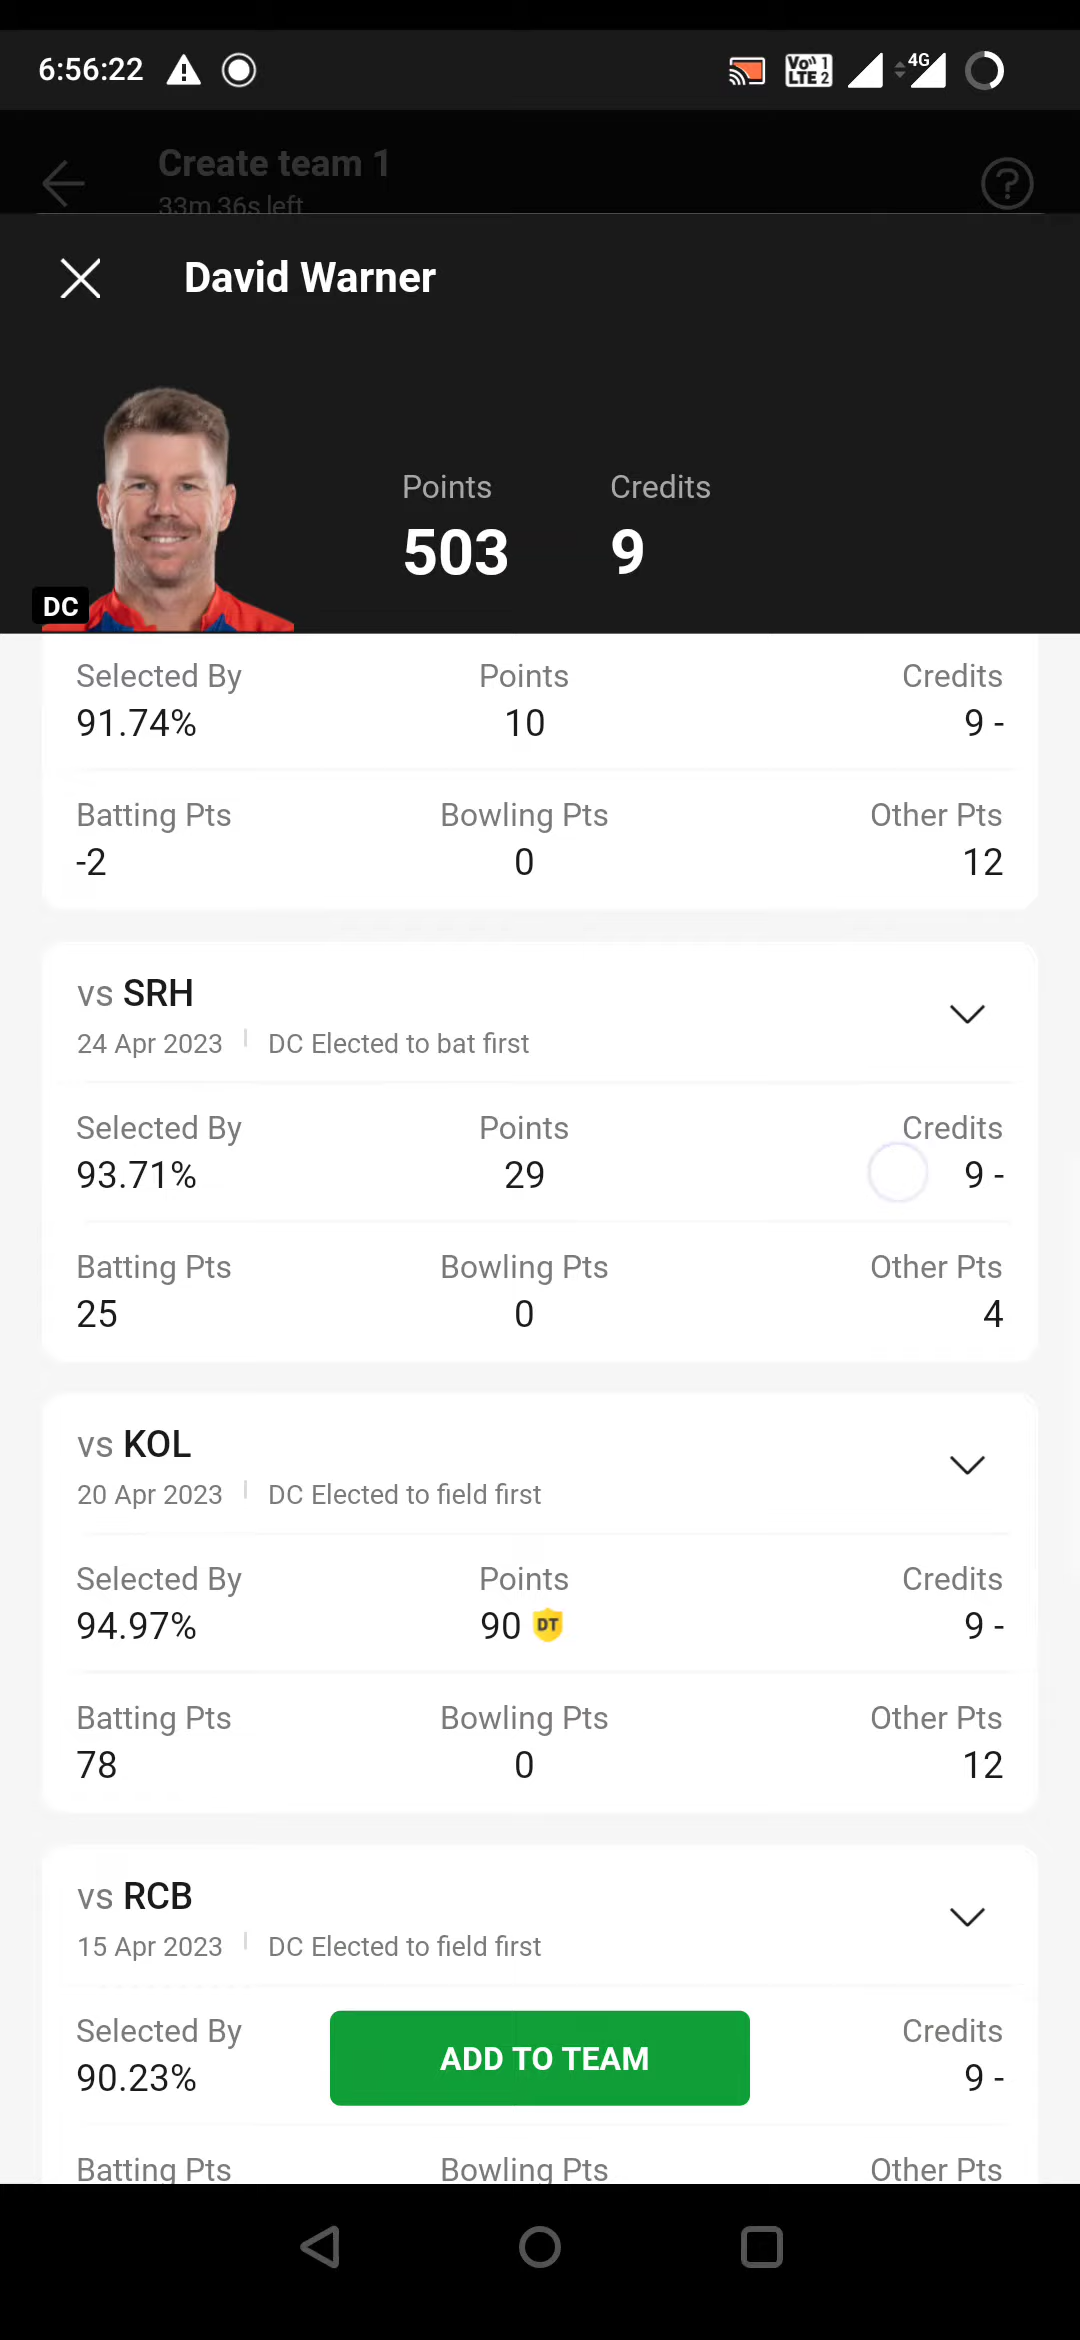 6:56:22
Vo)) 1
LTE 2
4G
Create team 1
33m 36s left
David Warner
DC
Points
Credits
503
9
Selected By
Points
Credits
91.74%
10
9 -
Batting Pts
Bowling Pts
Other Pts
-2
0
12
vs SRH
24 Apr 2023
DC Elected to bat first
Selected By
Points
Credits
93.71%
29
9 -
Batting Pts
Bowling Pts
Other Pts
25
0
4
vs KOL
20 Apr 2023
DC Elected to field first
Selected By
Points
Credits
94.97%
90 DT
9 -
Batting Pts
Bowling Pts
Other Pts
78
0
12
vs RCB
15 Apr 2023
DC Elected to field first
Selected By
Credits
ADD TO TEAM
90.23%
9 -
Batting Pts
Bowling Pts
Other Pts